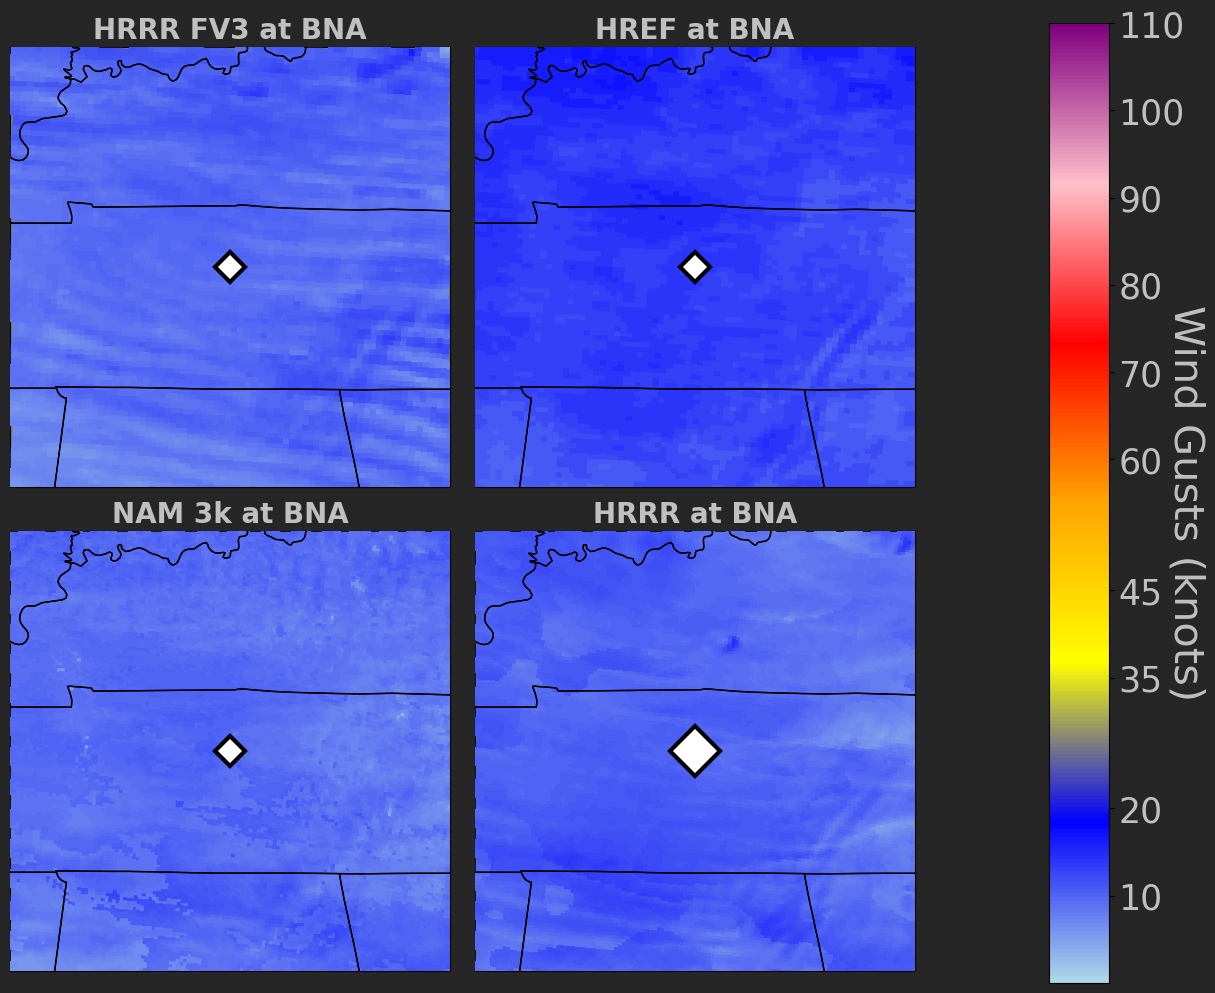 HRRR FV3 at BNA
HREF at BNA
NAM 3k at BNA
HRRR at BNA
110
100
90
80
70
60
45
35
20
10
Wind Gusts (knots)